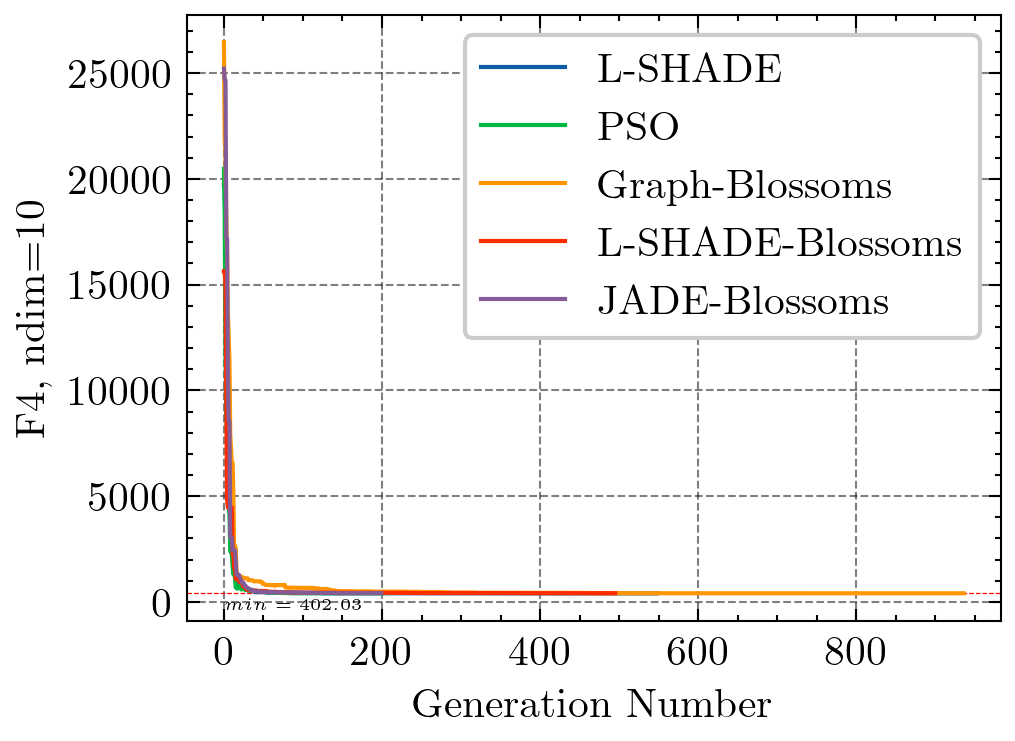 F4, ndim=10
25000
20000
15000
10000
5000
0
L-SHADE
PSO
Graph-Blossoms
L-SHADE-Blossoms
JADE-Blossoms
min = 402.03
0 200 400 600 800
Generation Number